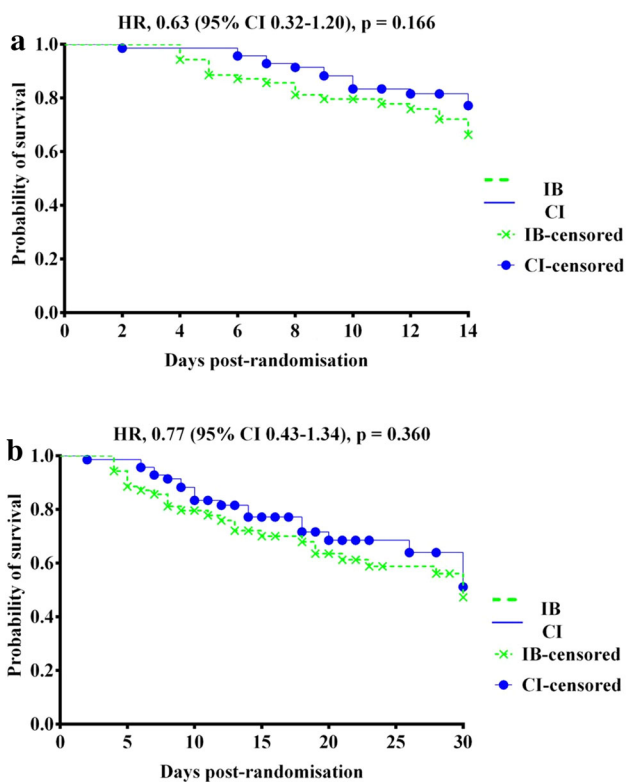 HR, 0.63 (95% CI 0.32-1.20), p = 0.166
a
1.0
0.8
0.6
0.4
0.2
0.0
Probability of survival
0 2 4 6 8 10 12 14
Days post-randomisation
IB
CI
IB-censored
CI-censored
HR, 0.77 (95% CI 0.43-1.34), p = 0.360
b
1.0
0.8
0.6
0.4
0.2
0.0
Probability of survival
0 5 10 15 20 25 30
Days post-randomisation
IB
CI
IB-censored
CI-censored